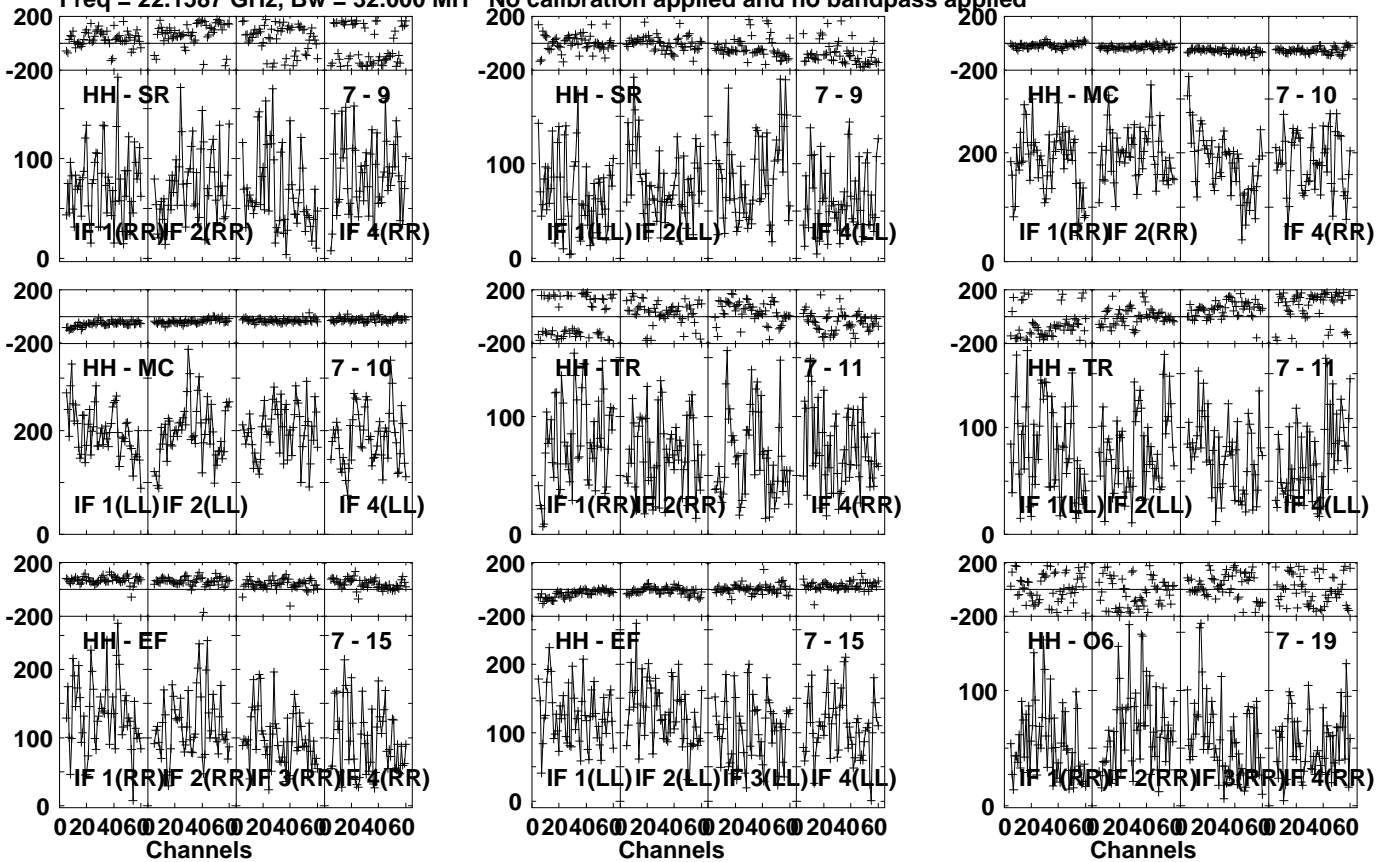 Freq = 22.1587 GHz, Bw = 32.000 MH No calibration applied and no bandpass applied
200
-200
HH - SR 7 - 9
100
IF 1(RR) IF 2(RR) IF 4(RR)
0
200
-200
HH - SR 7 - 9
100
IF 1(LL) IF 2(LL) IF 4(LL)
0
200
-200
HH - MC 7 - 10
200
IF 1(RR) IF 2(RR) IF 4(RR)
0
200
-200
HH - MC 7 - 10
200
IF 1(LL) IF 2(LL) IF 4(LL)
0
200
-200
HH - TR 7 - 11
100
IF 1(RR) IF 2(RR) IF 4(RR)
0
200
-200
HH - TR 7 - 11
100
IF 1(LL) IF 2(LL) IF 4(LL)
0
200
-200
HH - EF 7 - 15
200
100
IF 1(RR) IF 2(RR) IF 3(RR) IF 4(RR)
0
0 20 40 60 0 20 40 60 0 20 40 60 0 20 40 60
Channels
200
-200
HH - EF 7 - 15
200
100
IF 1(LL) IF 2(LL) IF 3(LL) IF 4(LL)
0
0 20 40 60 0 20 40 60 0 20 40 60 0 20 40 60
Channels
200
-200
HH - O6 7 - 19
100
IF 1(RR) IF 2(RR) IF 3(RR) IF 4(RR)
0
0 20 40 60 0 20 40 60 0 20 40 60 0 20 40 60
Channels